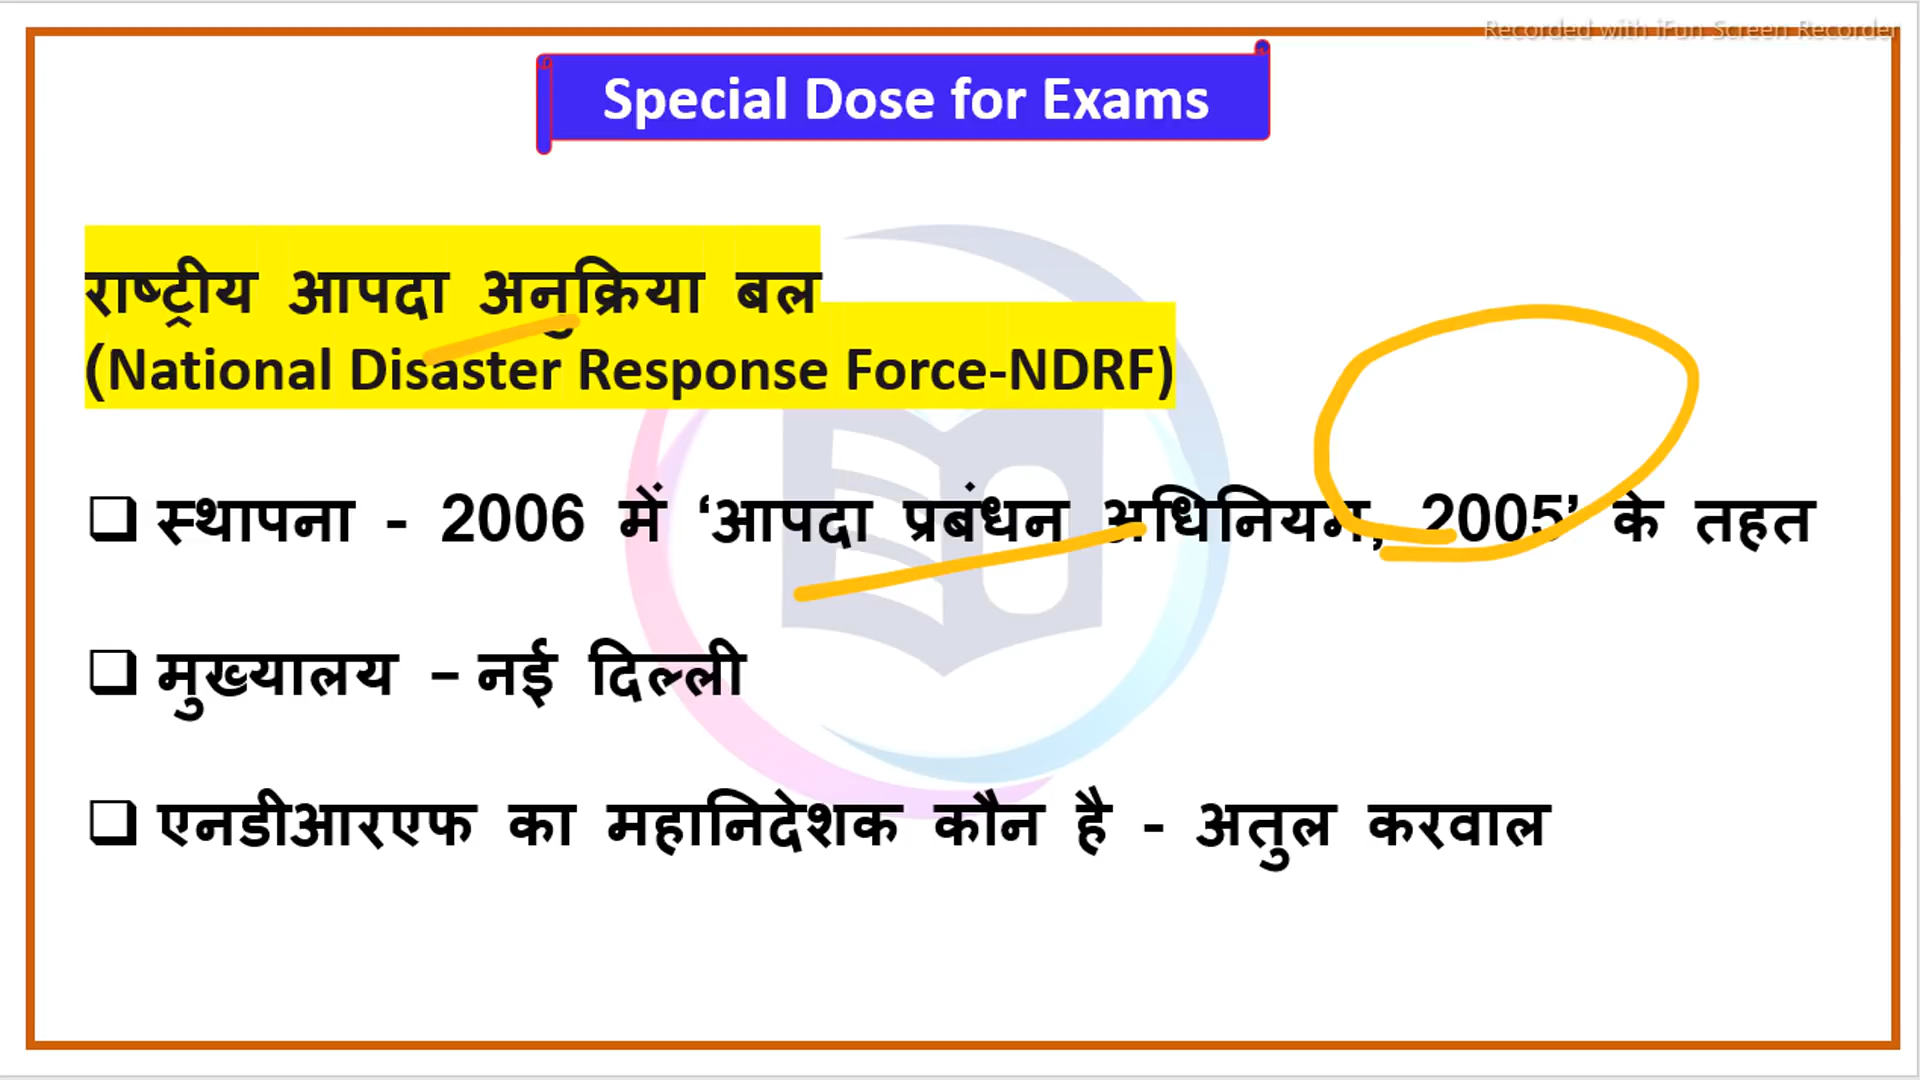 Recorded with iFun Screen Recorder
Special Dose for Exams
राष्ट्रीय आपदा अनुक्रिया बल
(National Disaster Response Force-NDRF)
❑ स्थापना - 2006 में ‘आपदा प्रबंधन अधिनियम, 2005’ के तहत
❑ मुख्यालय – नई दिल्ली
❑ एनडीआरएफ का महानिदेशक कौन है - अतुल करवाल